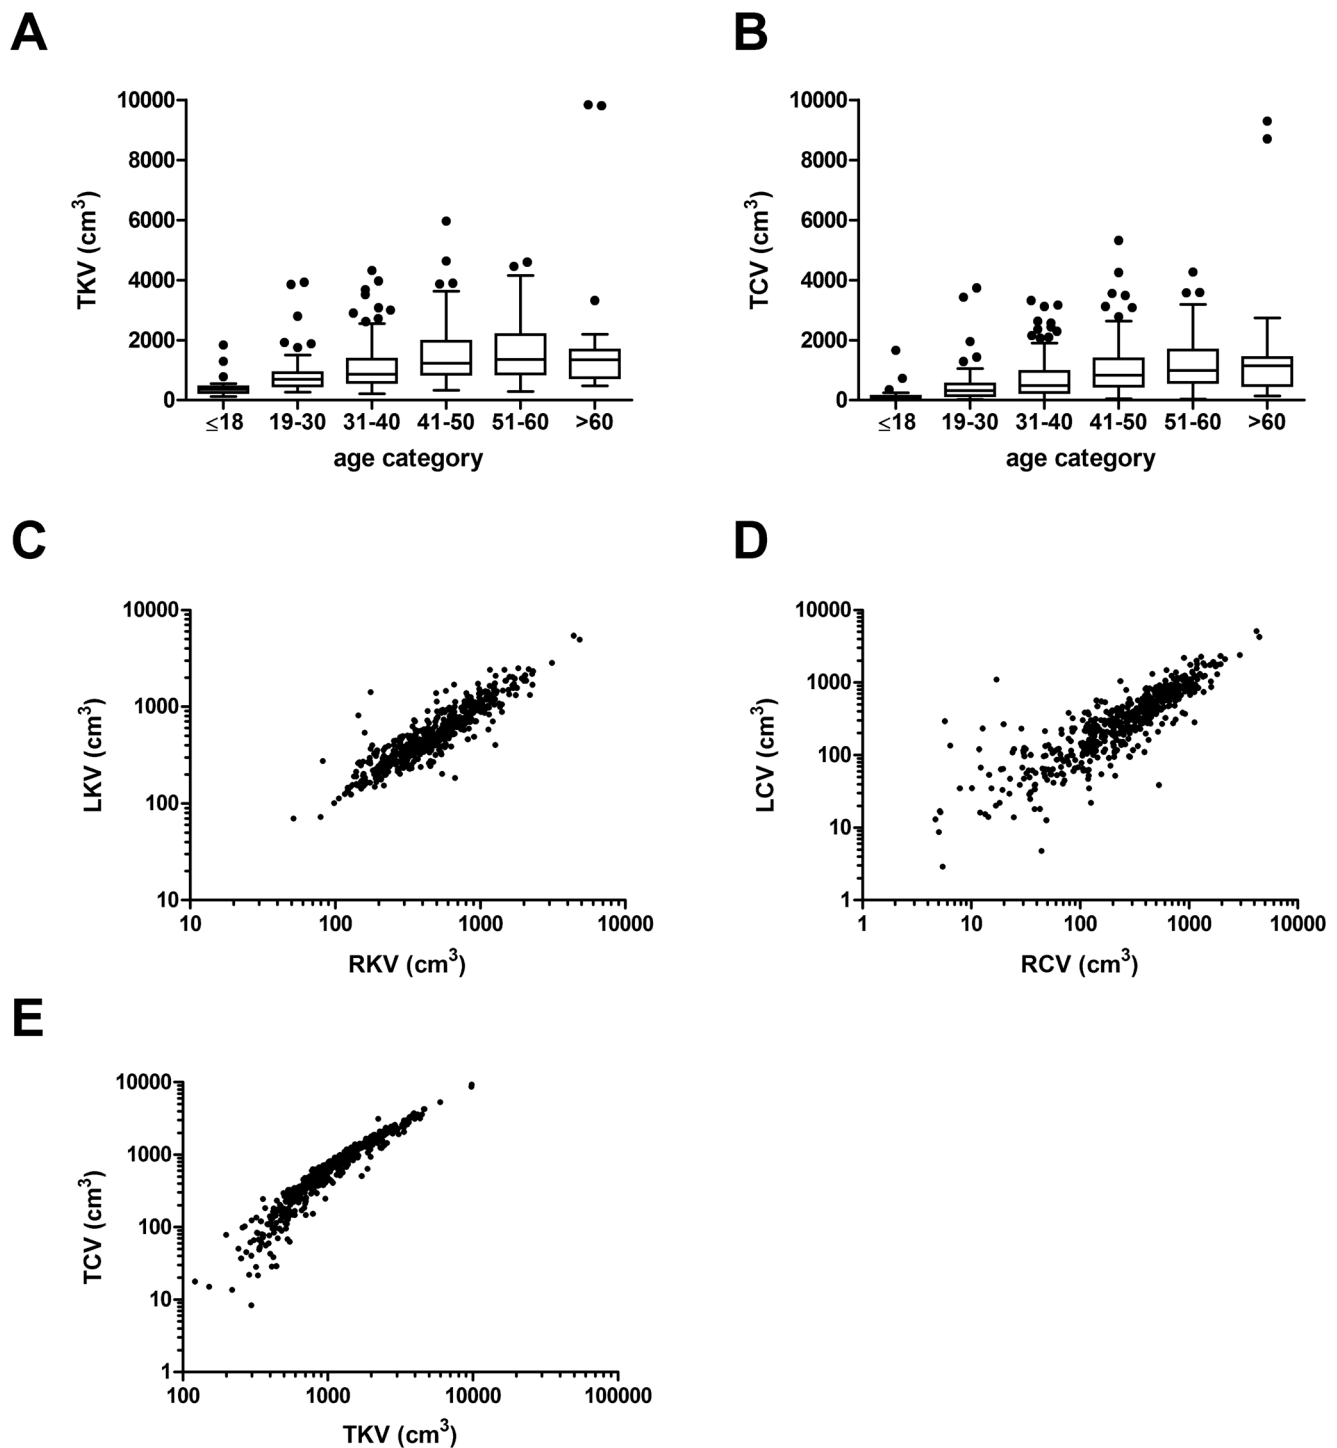 A
B
10000
8000
6000
4000
2000
0
TKV (cm³)
≤18 19-30 31-40 41-50 51-60 >60
age category
10000
8000
6000
4000
2000
0
TCV (cm³)
≤18 19-30 31-40 41-50 51-60 >60
age category
C
D
10000
1000
100
10
LKV (cm³)
10 100 1000 10000
RKV (cm³)
10000
1000
100
10
1
LCV (cm³)
1 10 100 1000 10000
RCV (cm³)
E
10000
1000
100
10
1
TCV (cm³)
100 1000 10000 100000
TKV (cm³)